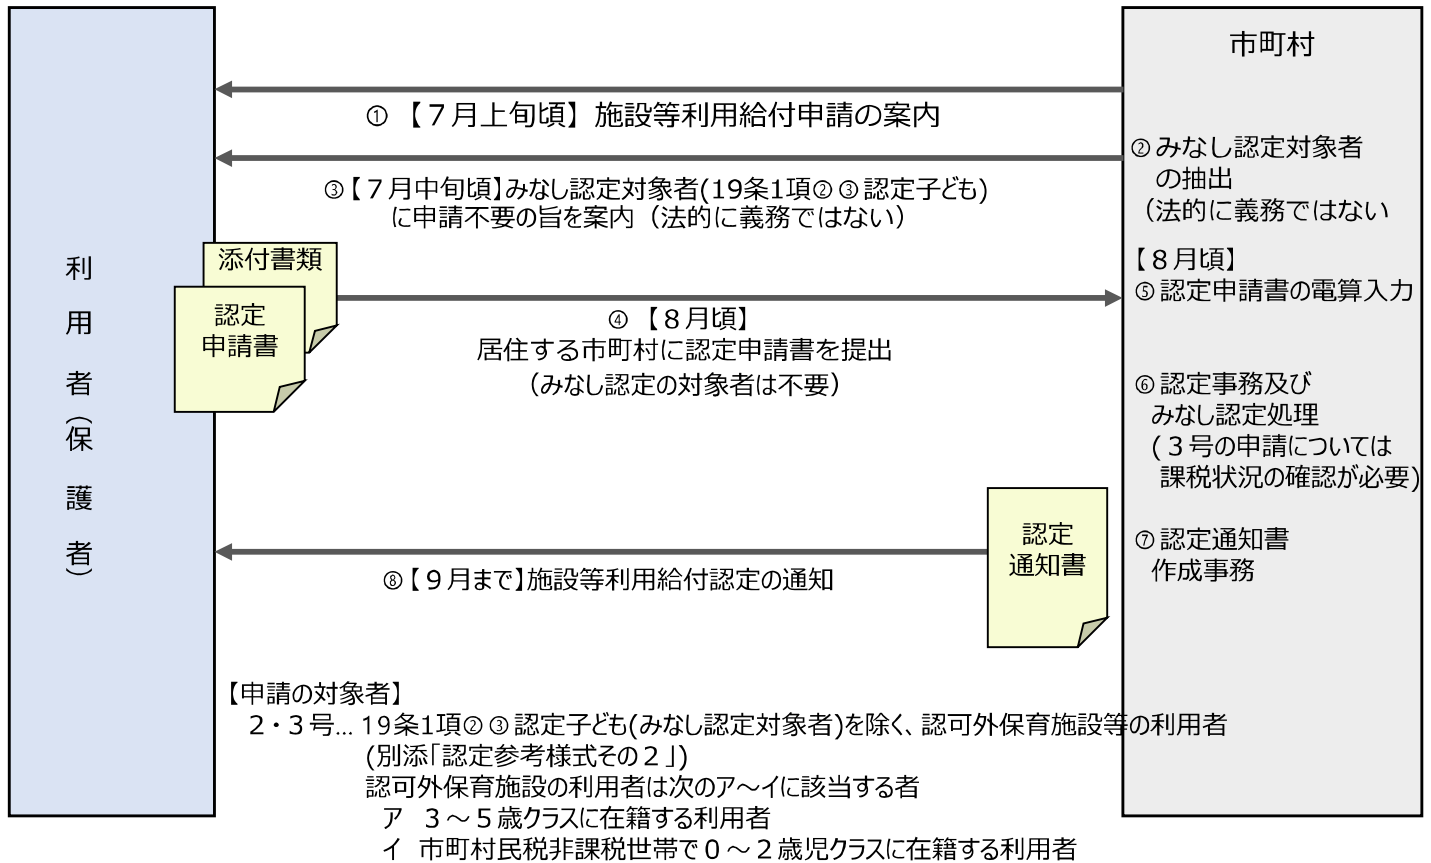 市町村
①【７月上旬頃】施設等利用給付申請の案内
②みなし認定対象者
の抽出
（法的に義務ではない
③【７月中旬頃】みなし認定対象者(19条1項②③認定子ども)
に申請不要の旨を案内（法的に義務ではない）
利用者(保護者)
添付書類
認定
申請書
④【８月頃】
居住する市町村に認定申請書を提出
（みなし認定の対象者は不要）
【８月頃】
⑤認定申請書の電算入力
⑥認定事務及び
みなし認定処理
(３号の申請については
課税状況の確認が必要)
認定
通知書
⑦認定通知書
作成事務
⑧【９月まで】施設等利用給付認定の通知
【申請の対象者】
２・３号… 19条1項②③認定子ども(みなし認定対象者)を除く、認可外保育施設等の利用者
(別添「認定参考様式その２」)
認可外保育施設の利用者は次のア～イに該当する者
ア　３～５歳クラスに在籍する利用者
イ　市町村民税非課税世帯で０～２歳児クラスに在籍する利用者